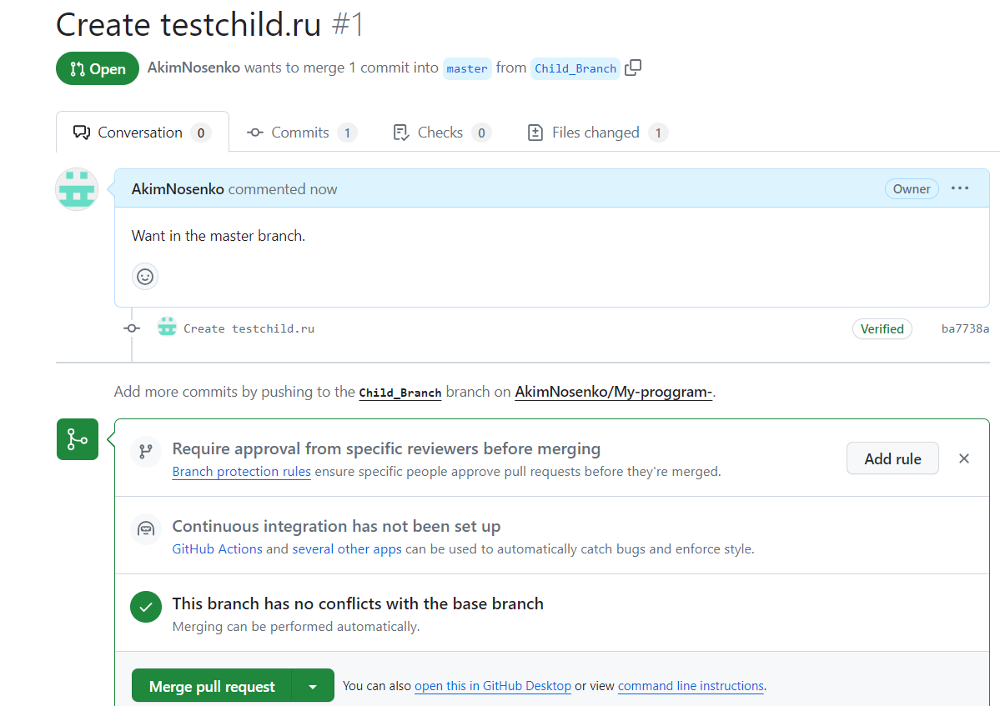 Create testchild.ru #1
Open AkimNosenko wants to merge 1 commit into master from Child_Branch
Conversation 0 Commits 1 Checks 0 Files changed 1
AkimNosenko commented now Owner
Want in the master branch.
Create testchild.ru Verified ba7738a
Add more commits by pushing to the Child_Branch branch on AkimNosenko/My-proggram-.
Require approval from specific reviewers before merging
Branch protection rules ensure specific people approve pull requests before they're merged.
Add rule
Continuous integration has not been set up
GitHub Actions and several other apps can be used to automatically catch bugs and enforce style.
This branch has no conflicts with the base branch
Merging can be performed automatically.
Merge pull request You can also open this in GitHub Desktop or view command line instructions.